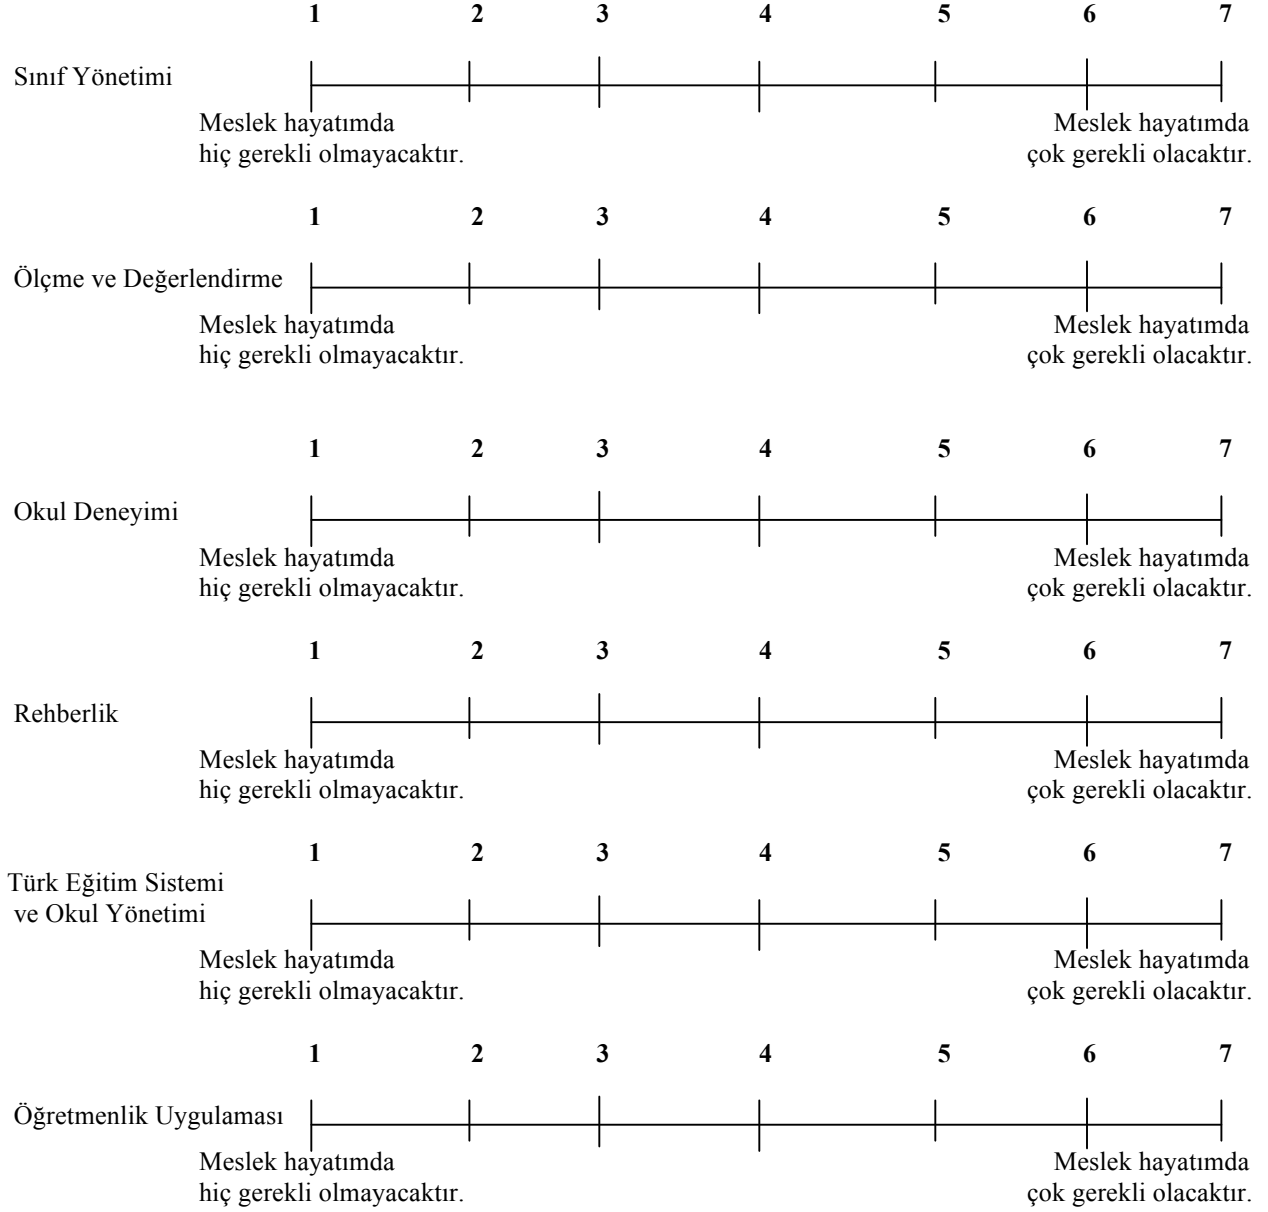 1 2 3 4 5 6 7
Sınıf Yönetimi
Meslek hayatımda Meslek hayatımda
hiç gerekli olmayacaktır. çok gerekli olacaktır.
1 2 3 4 5 6 7
Ölçme ve Değerlendirme
Meslek hayatımda Meslek hayatımda
hiç gerekli olmayacaktır. çok gerekli olacaktır.
1 2 3 4 5 6 7
Okul Deneyimi
Meslek hayatımda Meslek hayatımda
hiç gerekli olmayacaktır. çok gerekli olacaktır.
1 2 3 4 5 6 7
Rehberlik
Meslek hayatımda Meslek hayatımda
hiç gerekli olmayacaktır. çok gerekli olacaktır.
1 2 3 4 5 6 7
Türk Eğitim Sistemi
ve Okul Yönetimi
Meslek hayatımda Meslek hayatımda
hiç gerekli olmayacaktır. çok gerekli olacaktır.
1 2 3 4 5 6 7
Öğretmenlik Uygulaması
Meslek hayatımda Meslek hayatımda
hiç gerekli olmayacaktır. çok gerekli olacaktır.